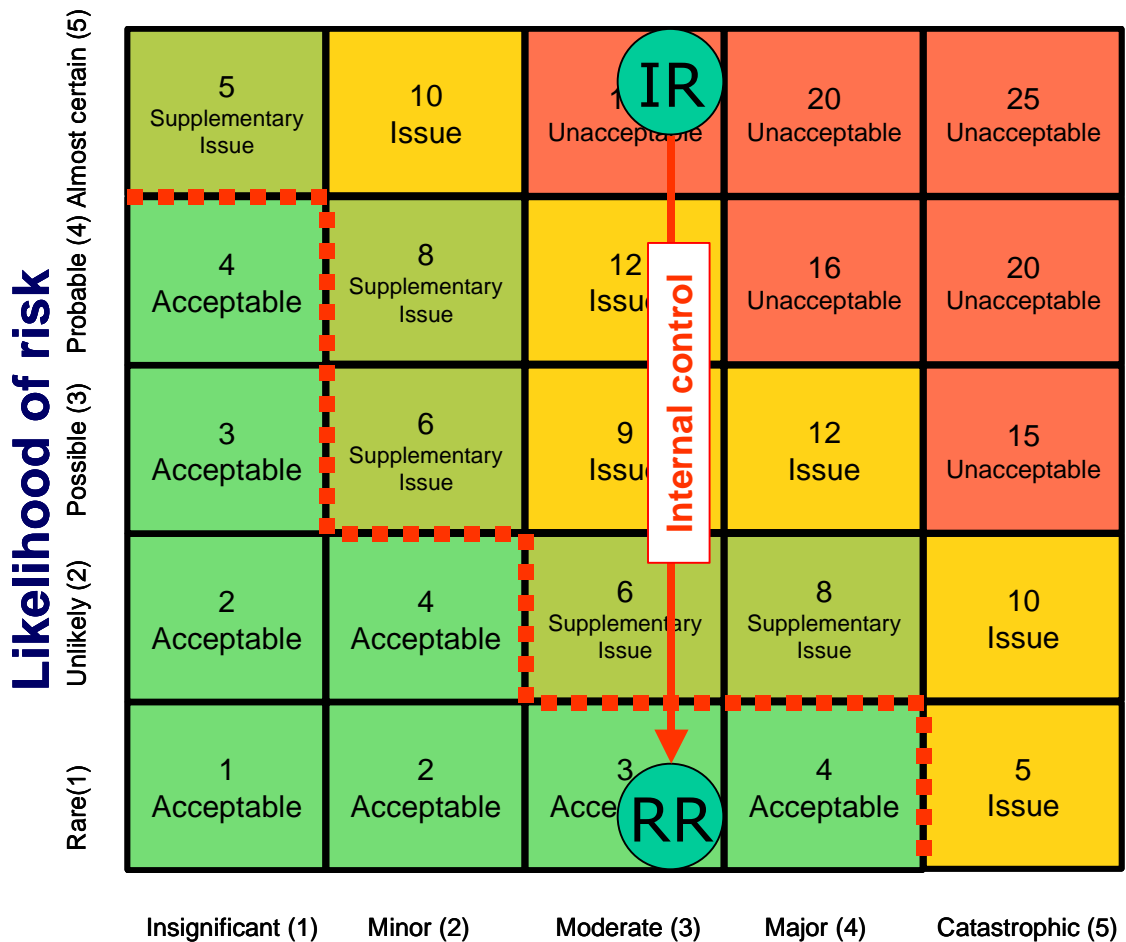 Likelihood of risk
Almost certain (5)
5
Supplementary
Issue
10
Issue
IR
Unacceptable
20
Unacceptable
25
Unacceptable
Probable (4)
4
Acceptable
8
Supplementary
Issue
12
Issue
16
Unacceptable
20
Unacceptable
Internal control
Possible (3)
3
Acceptable
6
Supplementary
Issue
9
Issue
12
Issue
15
Unacceptable
Unlikely (2)
2
Acceptable
4
Acceptable
6
Supplementary
Issue
8
Supplementary
Issue
10
Issue
Rare(1)
1
Acceptable
2
Acceptable
3
RR
4
Acceptable
5
Issue
Insignificant (1)
Minor (2)
Moderate (3)
Major (4)
Catastrophic (5)